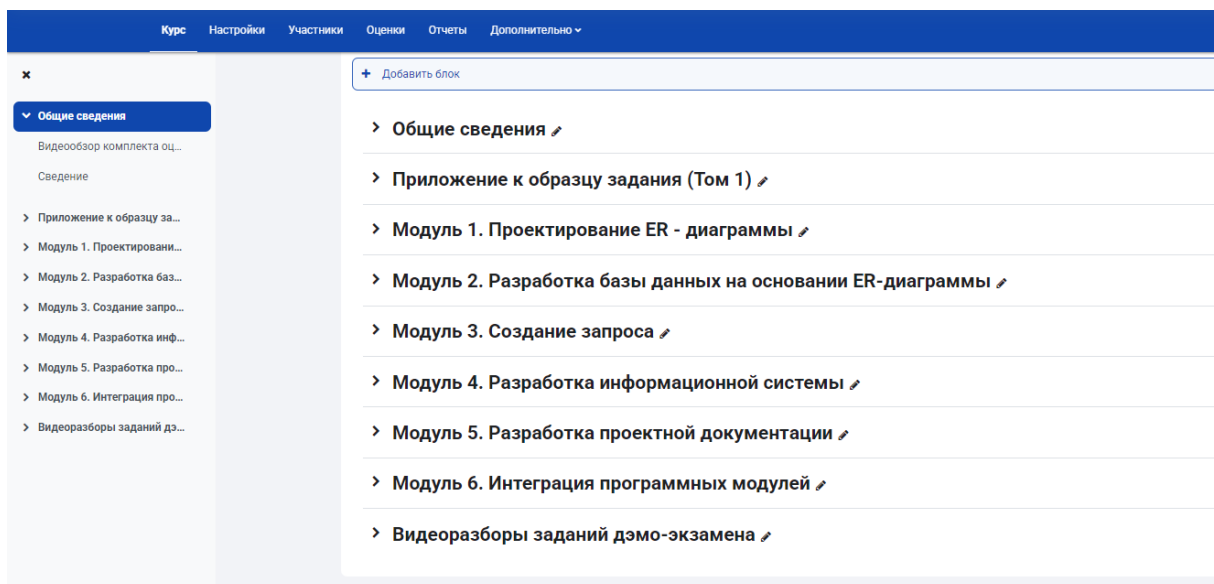 Курс Настройки Участники Оценки Отчеты Дополнительно
Общие сведения
Видеообзор комплекта оц...
Сведение
Приложение к образцу за...
Модуль 1. Проектировани...
Модуль 2. Разработка баз...
Модуль 3. Создание запро...
Модуль 4. Разработка инф...
Модуль 5. Разработка про...
Модуль 6. Интеграция про...
Видеоразборы заданий дэ...
+ Добавить блок
Общие сведения
Приложение к образцу задания (Том 1)
Модуль 1. Проектирование ER - диаграммы
Модуль 2. Разработка базы данных на основании ER-диаграммы
Модуль 3. Создание запроса
Модуль 4. Разработка информационной системы
Модуль 5. Разработка проектной документации
Модуль 6. Интеграция программных модулей
Видеоразборы заданий дэмо-экзамена